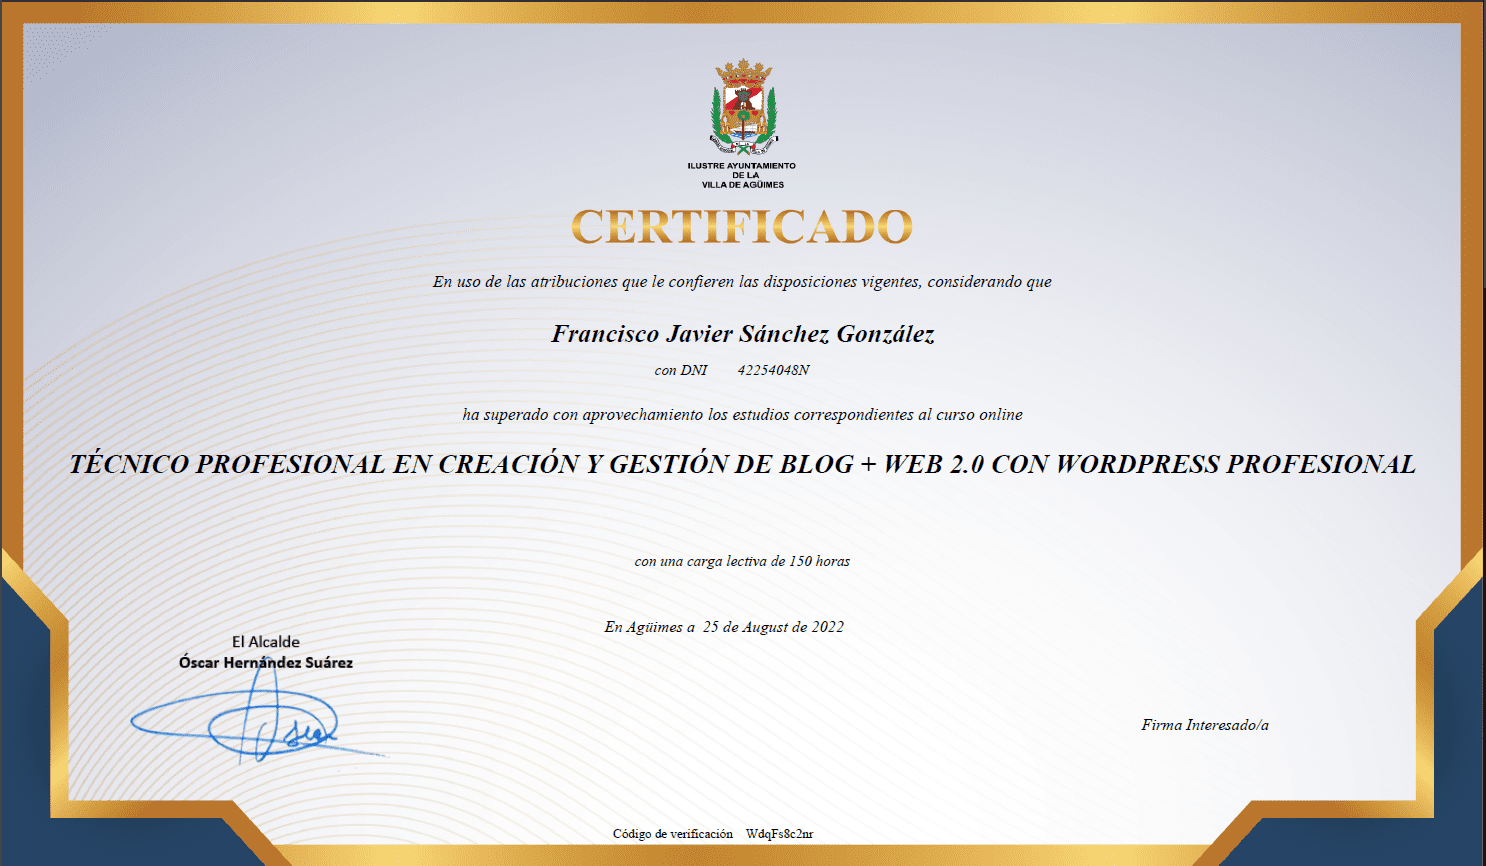 ILUSTRE AYUNTAMIENTO
DE LA
VILLA DE AGÜIMES
CERTIFICADO
En uso de las atribuciones que le confieren las disposiciones vigentes, considerando que
Francisco Javier Sánchez González
con DNI 42254048N
ha superado con aprovechamiento los estudios correspondientes al curso online
TÉCNICO PROFESIONAL EN CREACIÓN Y GESTIÓN DE BLOG + WEB 2.0 CON WORDPRESS PROFESIONAL
con una carga lectiva de 150 horas
En Agüimes a 25 de August de 2022
El Alcalde
Óscar Hernández Suárez
Firma Interesado/a
Código de verificación WdqFs8c2nr